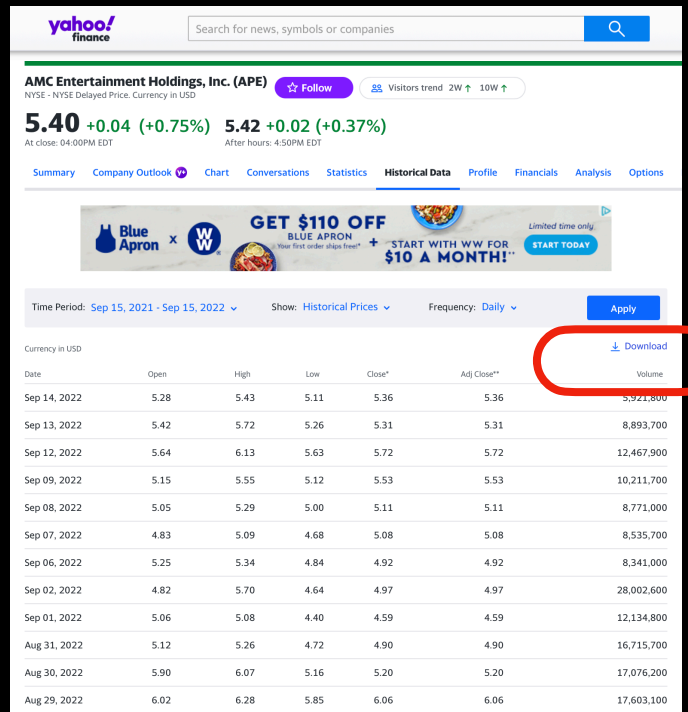 yahoo!
finance
Search for news, symbols or companies
AMC Entertainment Holdings, Inc. (APE) Follow Visitors trend 2W ↑ 10W ↑
NYSE - NYSE Delayed Price. Currency in USD
5.40 +0.04 (+0.75%) 5.42 +0.02 (+0.37%)
At close: 04:00PM EDT After hours: 4:50PM EDT
Summary Company Outlook Y+ Chart Conversations Statistics Historical Data Profile Financials Analysis Options
Blue Apron x W W
GET $110 OFF
BLUE APRON
Your first order ships free!*
+ START WITH WW FOR
$10 A MONTH!**
Limited time only.
START TODAY
Time Period: Sep 15, 2021 - Sep 15, 2022 Show: Historical Prices Frequency: Daily Apply
Currency in USD Download
Date Open High Low Close* Adj Close** Volume
Sep 14, 2022 5.28 5.43 5.11 5.36 5.36 5,921,800
Sep 13, 2022 5.42 5.72 5.26 5.31 5.31 8,893,700
Sep 12, 2022 5.64 6.13 5.63 5.72 5.72 12,467,900
Sep 09, 2022 5.15 5.55 5.12 5.53 5.53 10,211,700
Sep 08, 2022 5.05 5.29 5.00 5.11 5.11 8,771,000
Sep 07, 2022 4.83 5.09 4.68 5.08 5.08 8,535,700
Sep 06, 2022 5.25 5.34 4.84 4.92 4.92 8,341,000
Sep 02, 2022 4.82 5.70 4.64 4.97 4.97 28,002,600
Sep 01, 2022 5.06 5.08 4.40 4.59 4.59 12,134,800
Aug 31, 2022 5.12 5.26 4.72 4.90 4.90 16,715,700
Aug 30, 2022 5.90 6.07 5.16 5.20 5.20 17,076,200
Aug 29, 2022 6.02 6.28 5.85 6.06 6.06 17,603,100